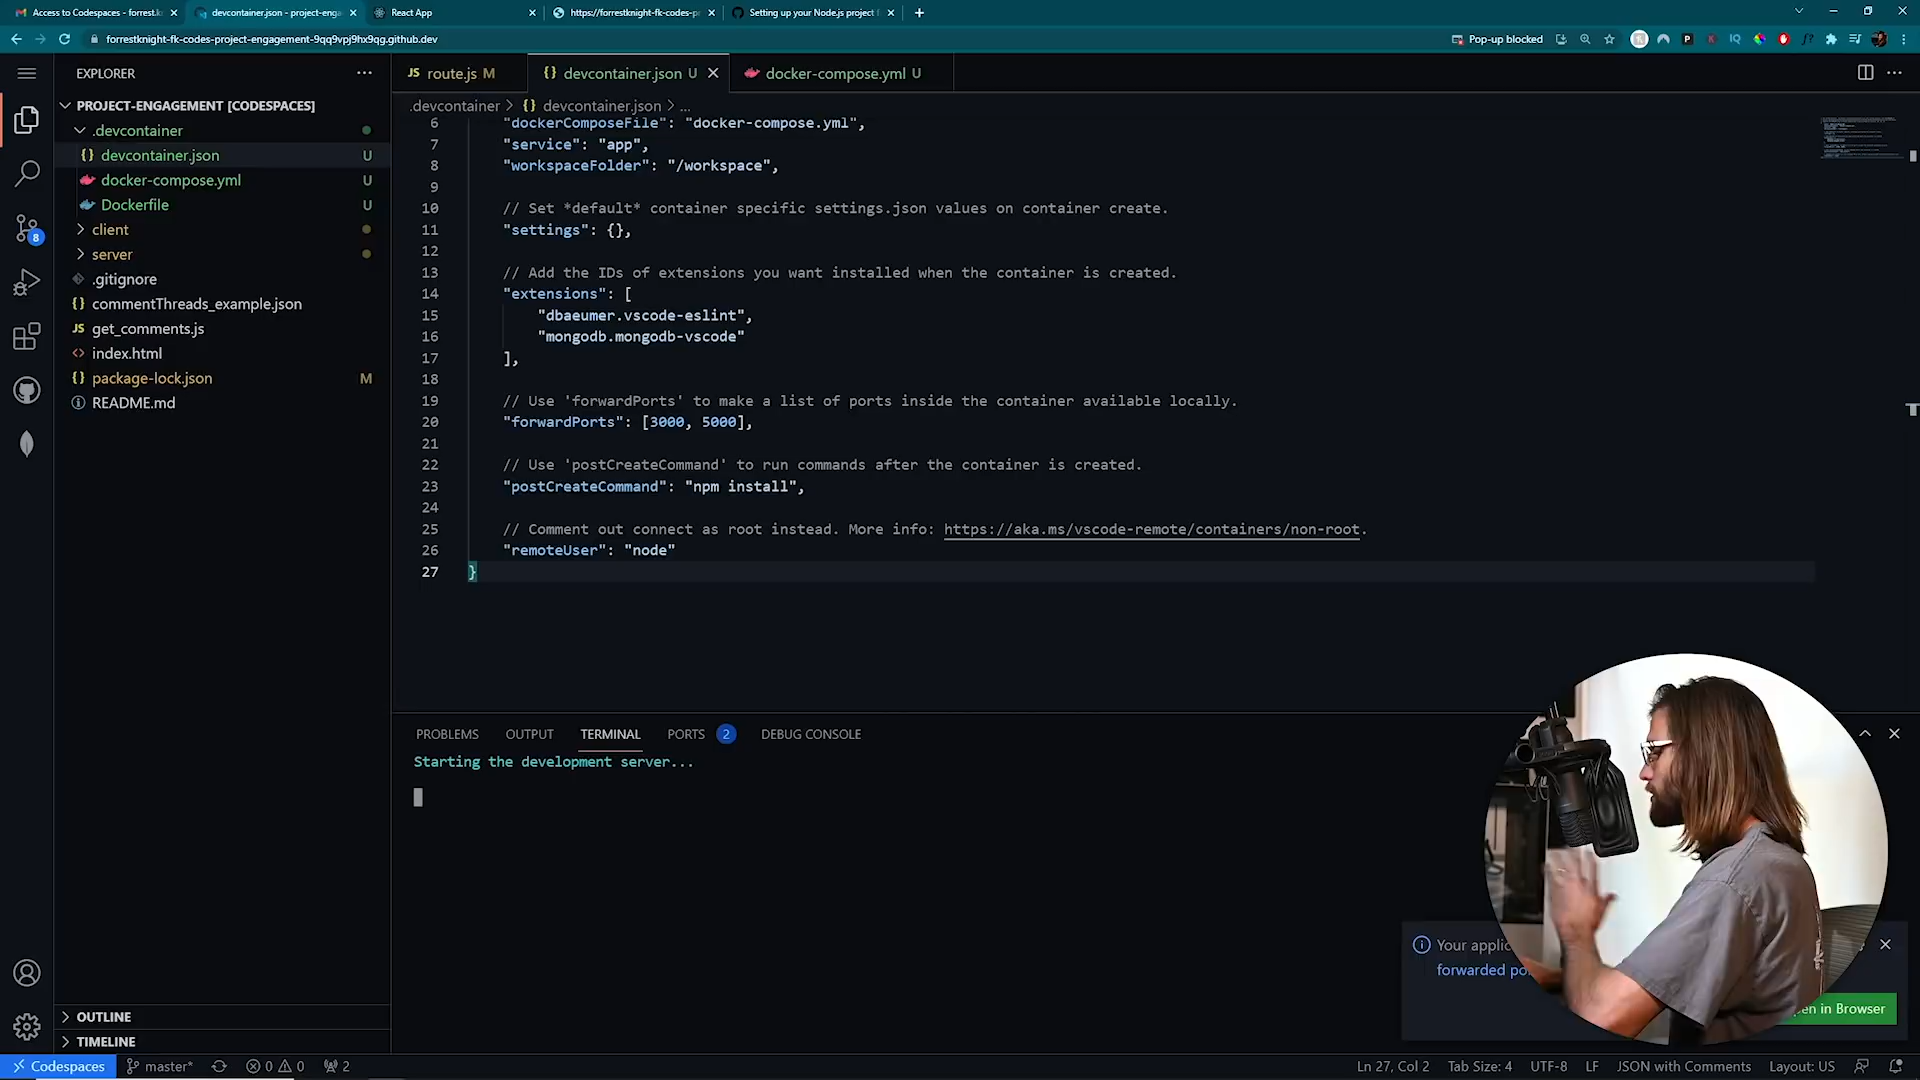 Access to Codespaces - forrest.k
devcontainer.json - project-enga
React App
https://forrestknight-fk-codes-p
Setting up your Node.js project f
forrestknight-fk-codes-project-engagement-9qq9vpj9hx9qg.github.dev
Pop-up blocked
EXPLORER
PROJECT-ENGAGEMENT [CODESPACES]
.devcontainer
devcontainer.json U
docker-compose.yml U
Dockerfile U
client
server
.gitignore
commentThreads_example.json
JS get_comments.js
index.html
package-lock.json M
README.md
8
OUTLINE
TIMELINE
JS route.js M
{} devcontainer.json U
docker-compose.yml U
.devcontainer > {} devcontainer.json > ...
6 "dockerComposeFile": "docker-compose.yml",
7 "service": "app",
8 "workspaceFolder": "/workspace",
9
10 // Set *default* container specific settings.json values on container create.
11 "settings": {},
12
13 // Add the IDs of extensions you want installed when the container is created.
14 "extensions": [
15 "dbaeumer.vscode-eslint",
16 "mongodb.mongodb-vscode"
17 ],
18
19 // Use 'forwardPorts' to make a list of ports inside the container available locally.
20 "forwardPorts": [3000, 5000],
21
22 // Use 'postCreateCommand' to run commands after the container is created.
23 "postCreateCommand": "npm install",
24
25 // Comment out connect as root instead. More info: https://aka.ms/vscode-remote/containers/non-root.
26 "remoteUser": "node"
27 }
PROBLEMS OUTPUT TERMINAL PORTS 2 DEBUG CONSOLE
Starting the development server...
Your applic
forwarded po
en in Browser
Codespaces master* 0 0 2
Ln 27, Col 2 Tab Size: 4 UTF-8 LF JSON with Comments Layout: US